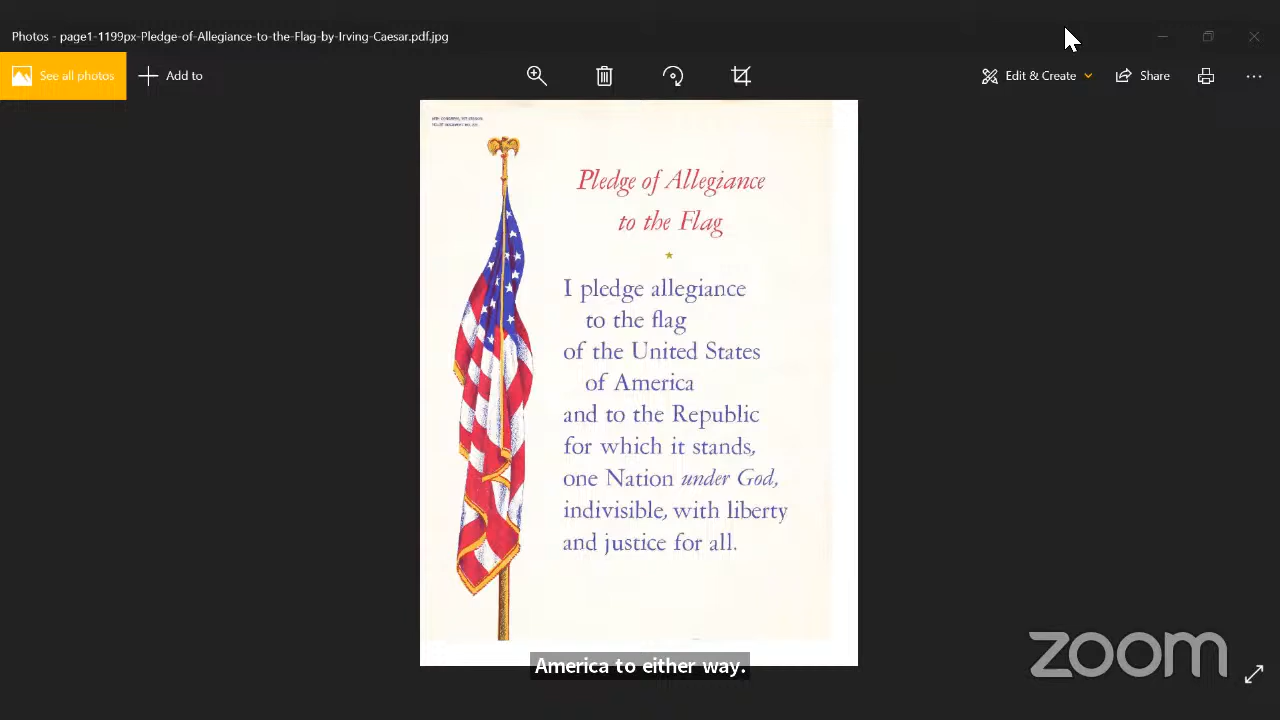 Photos - page1-1199px-Pledge-of-Allegiance-to-the-Flag-by-Irving-Caesar.pdf.jpg
See all photos
Add to
Edit & Create
Share
Pledge of Allegiance
to the Flag
I pledge allegiance
to the flag
of the United States
of America
and to the Republic
for which it stands,
one Nation under God,
indivisible, with liberty
and justice for all.
America to either way.
zoom